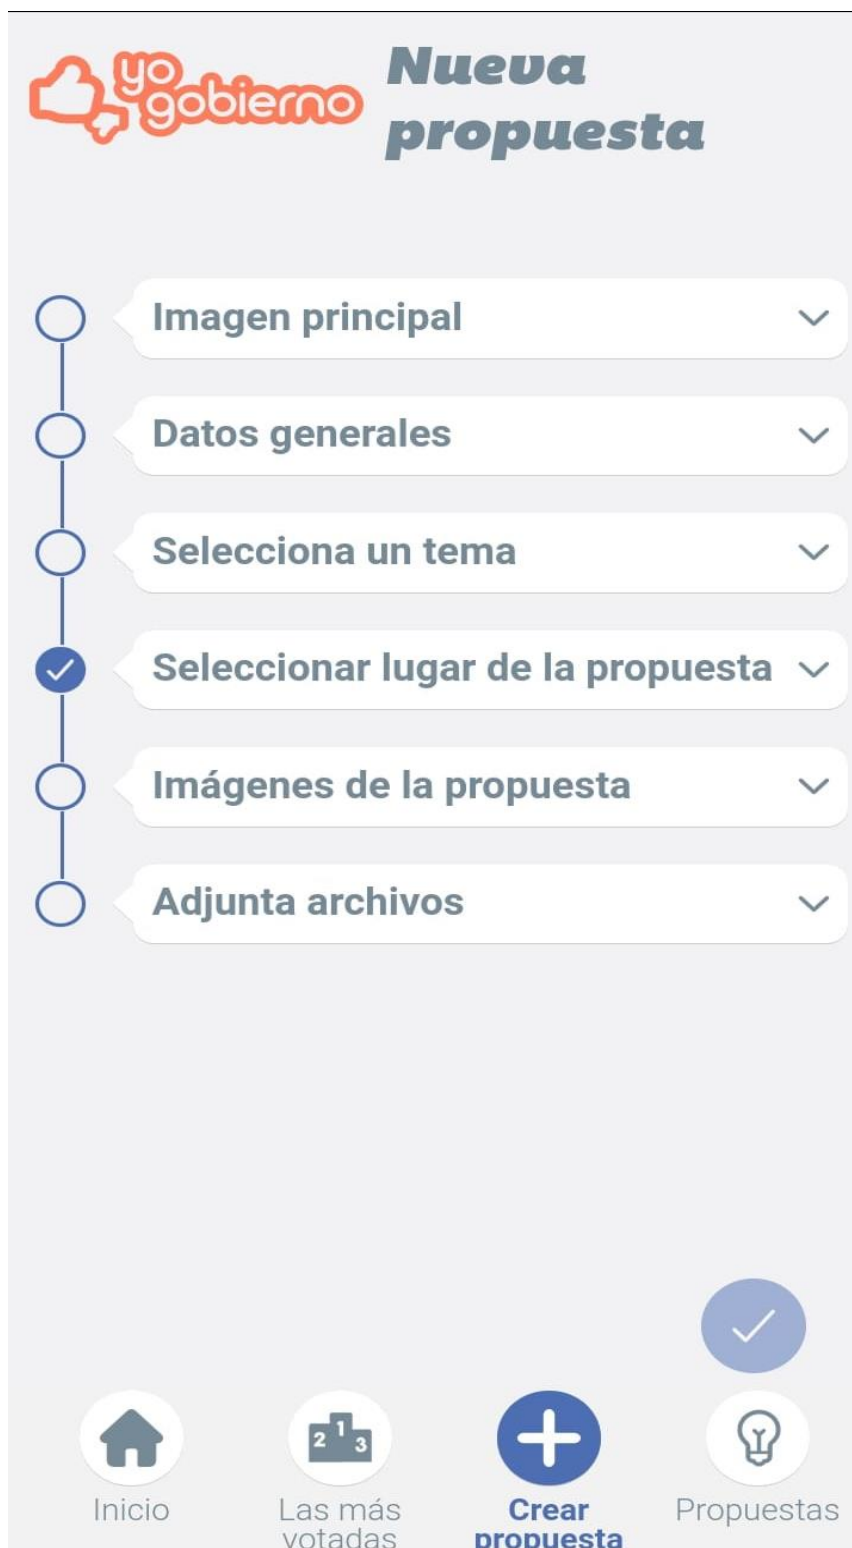 yo
gobierno
Nueva
propuesta
Imagen principal
Datos generales
Selecciona un tema
Seleccionar lugar de la propuesta
Imágenes de la propuesta
Adjunta archivos
2 1 3
Inicio
Las más
votadas
Crear
propuesta
Propuestas